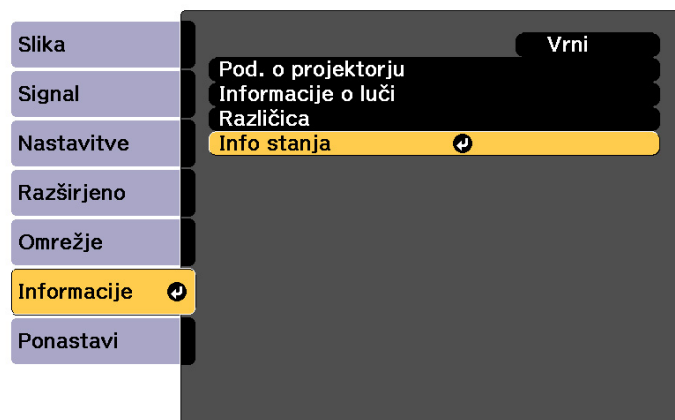 Slika
Signal
Nastavitve
Razširjeno
Omrežje
Informacije
Ponastavi
Vrni
Pod. o projektorju
Informacije o luči
Različica
Info stanja